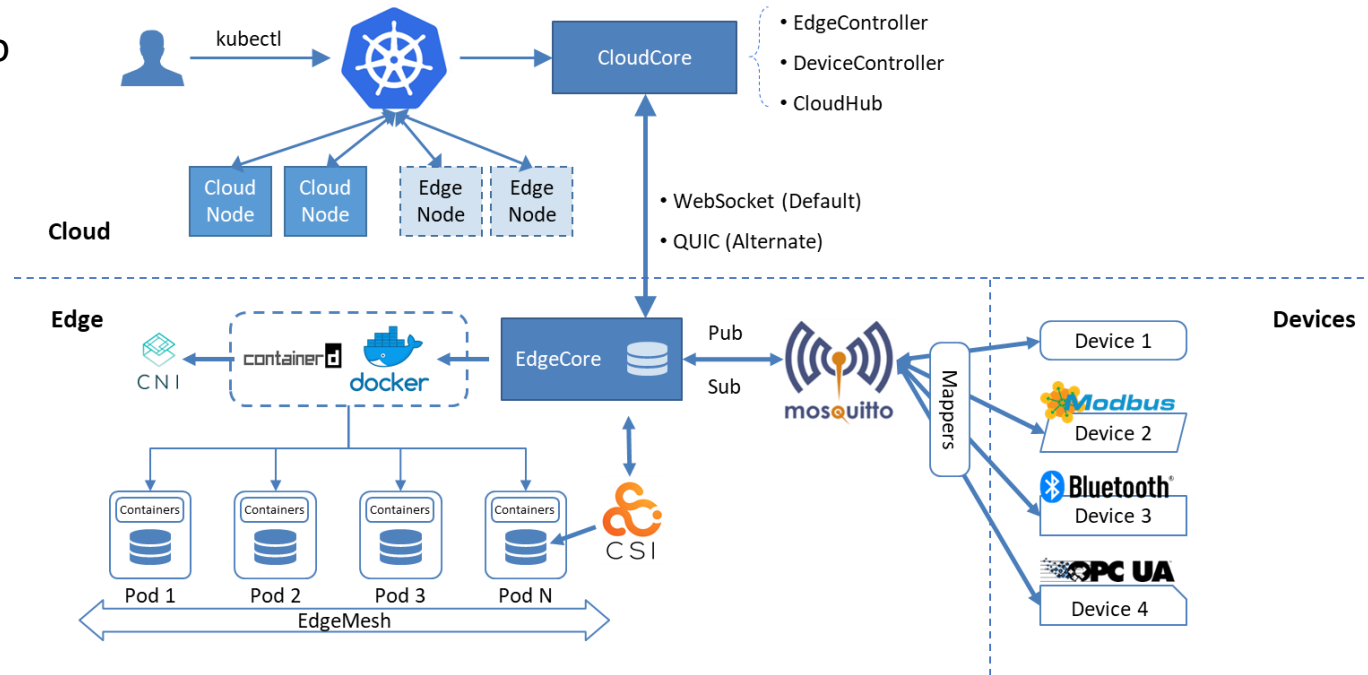 kubectl
CloudCore
• EdgeController
• DeviceController
• CloudHub
Cloud
Node
Cloud
Node
Edge
Node
Edge
Node
Cloud
• WebSocket (Default)
• QUIC (Alternate)
Edge
Devices
CNI
containerd
docker
EdgeCore
Pub
Sub
mosquitto
Mappers
Device 1
Modbus
Device 2
Bluetooth®
Device 3
OPC UA
Device 4
Containers
Containers
Containers
Containers
CSI
Pod 1
Pod 2
Pod 3
Pod N
EdgeMesh